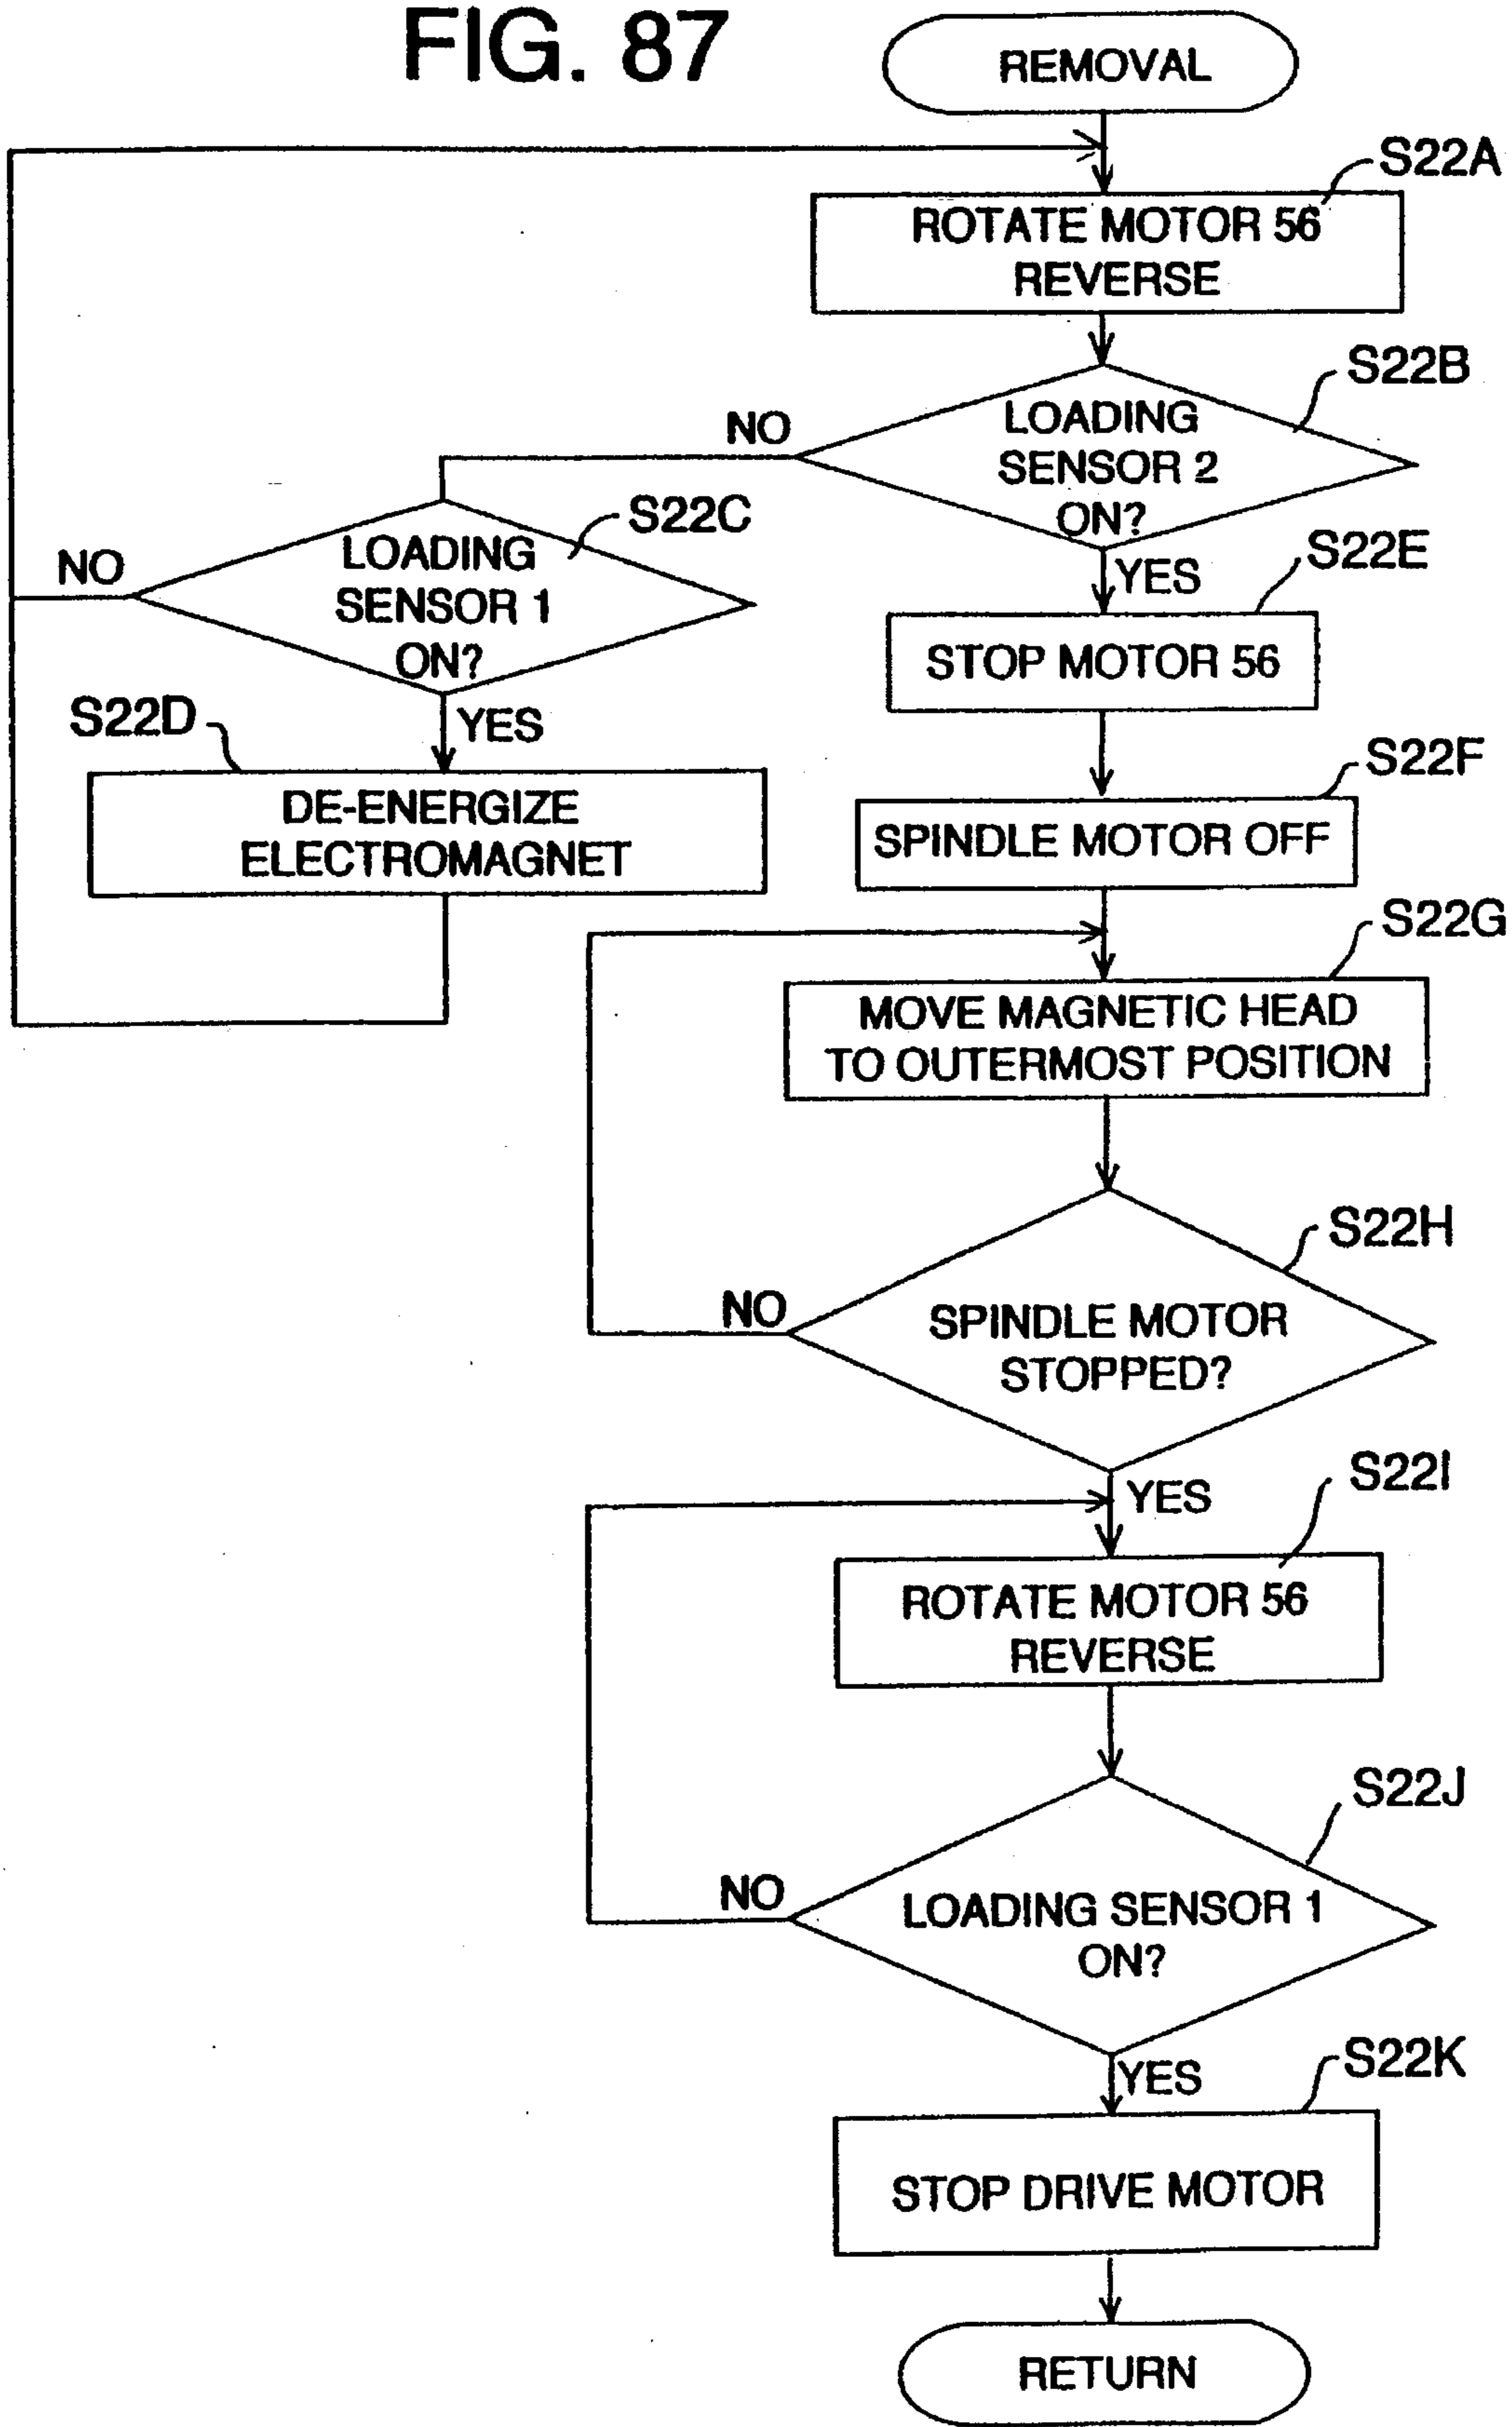 FIG. 87
REMOVAL
S22A
ROTATE MOTOR 56
REVERSE
S22B
LOADING
SENSOR 2
ON?
NO
YES
S22C
LOADING
SENSOR 1
ON?
NO
YES
S22D
DE-ENERGIZE
ELECTROMAGNET
S22E
STOP MOTOR 56
S22F
SPINDLE MOTOR OFF
S22G
MOVE MAGNETIC HEAD
TO OUTERMOST POSITION
S22H
SPINDLE MOTOR
STOPPED?
NO
YES
S22I
ROTATE MOTOR 56
REVERSE
S22J
LOADING SENSOR 1
ON?
NO
YES
S22K
STOP DRIVE MOTOR
RETURN